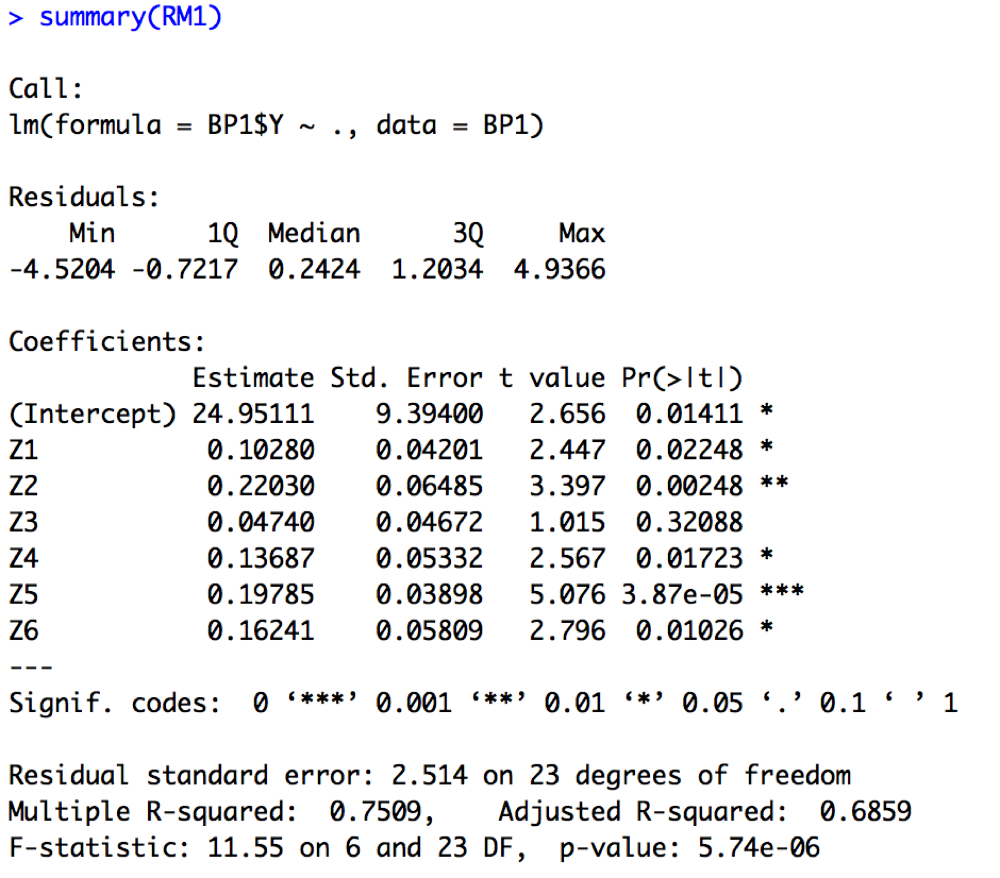 > summary(RM1)
Call:
lm(formula = BP1$Y ~ ., data = BP1)
Residuals:
    Min      1Q  Median      3Q     Max
-4.5204 -0.7217  0.2424  1.2034  4.9366
Coefficients:
            Estimate Std. Error t value Pr(>|t|)
(Intercept) 24.95111    9.39400   2.656  0.01411 *
Z1           0.10280    0.04201   2.447  0.02248 *
Z2           0.22030    0.06485   3.397  0.00248 **
Z3           0.04740    0.04672   1.015  0.32088
Z4           0.13687    0.05332   2.567  0.01723 *
Z5           0.19785    0.03898   5.076 3.87e-05 ***
Z6           0.16241    0.05809   2.796  0.01026 *
---
Signif. codes:  0 ‘***’ 0.001 ‘**’ 0.01 ‘*’ 0.05 ‘.’ 0.1 ‘ ’ 1
Residual standard error: 2.514 on 23 degrees of freedom
Multiple R-squared:  0.7509,    Adjusted R-squared:  0.6859
F-statistic: 11.55 on 6 and 23 DF,  p-value: 5.74e-06